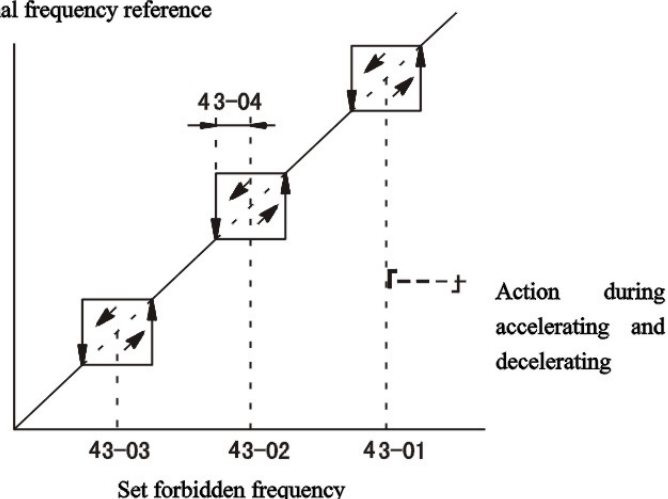 al frequency reference
43-04
Action during
accelerating and
decelerating
43-03 43-02 43-01
Set forbidden frequency